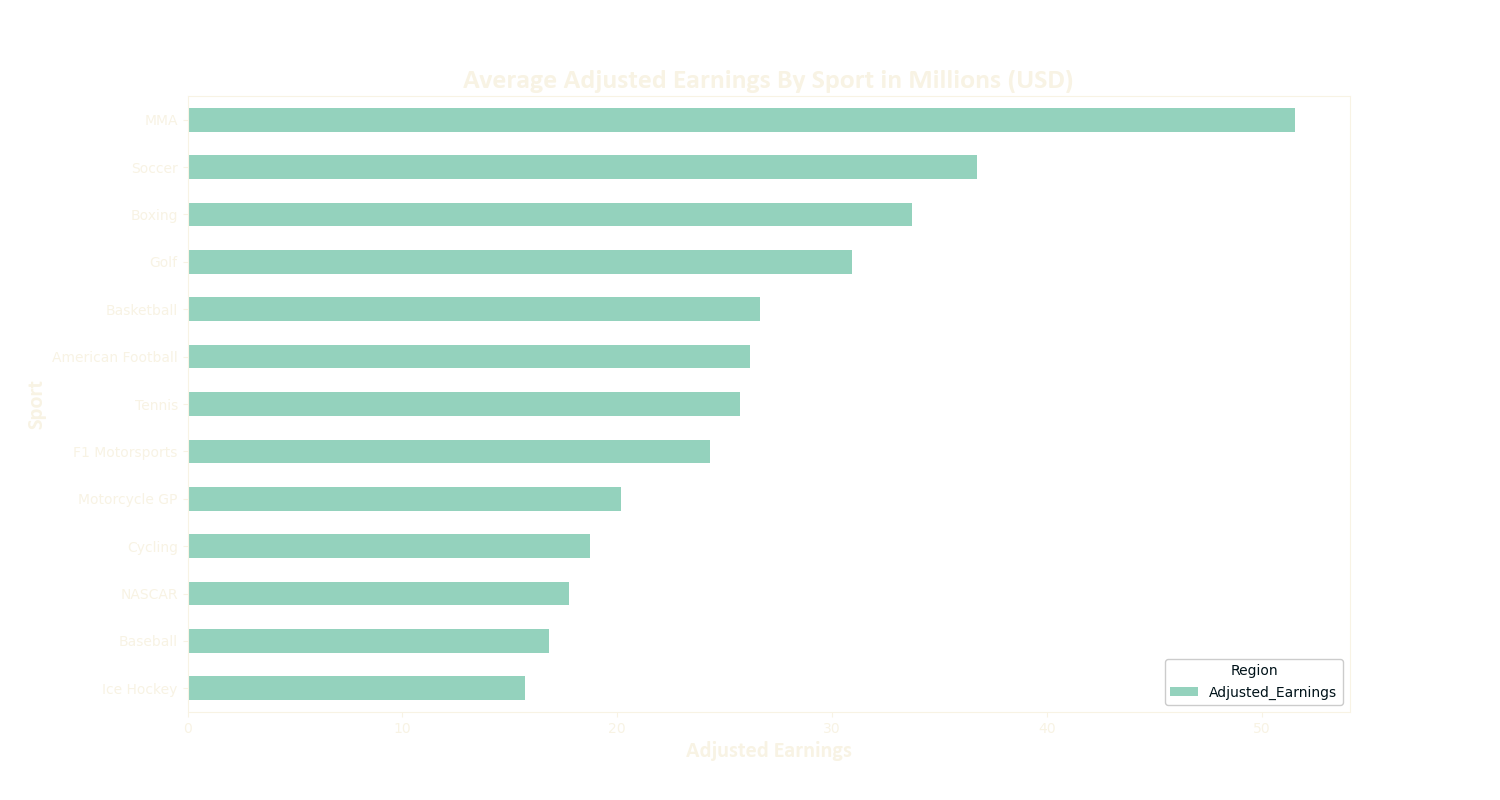 Average Adjusted Earnings By Sport in Millions (USD)
MMA
Soccer
Boxing
Golf
Basketball
American Football
Tennis
F1 Motorsports
Motorcycle GP
Cycling
NASCAR
Baseball
Ice Hockey
Sport
Region
Adjusted_Earnings
0 10 20 30 40 50
Adjusted Earnings